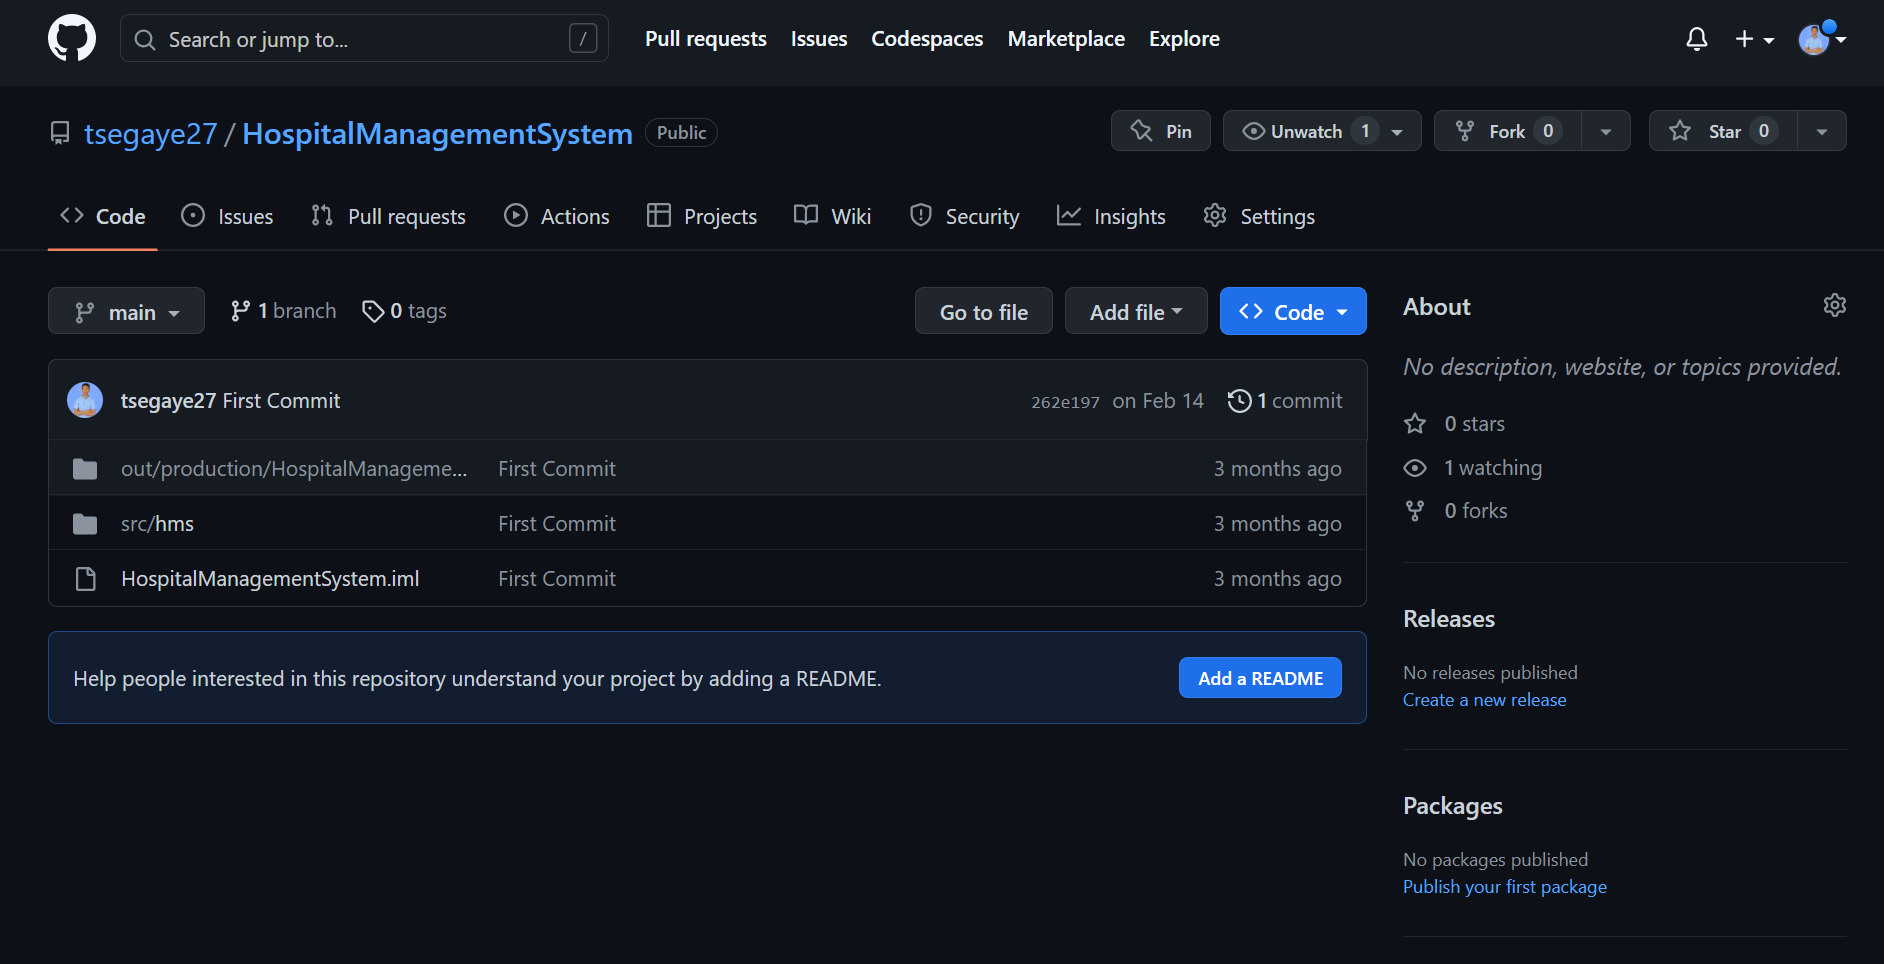 Search or jump to... /
Pull requests Issues Codespaces Marketplace Explore
tsegaye27 / HospitalManagementSystem Public
Pin Unwatch 1 Fork 0 Star 0
Code Issues Pull requests Actions Projects Wiki Security Insights Settings
main 1 branch 0 tags Go to file Add file Code
tsegaye27 First Commit 262e197 on Feb 14 1 commit
out/production/HospitalManageme... First Commit 3 months ago
src/hms First Commit 3 months ago
HospitalManagementSystem.iml First Commit 3 months ago
Help people interested in this repository understand your project by adding a README. Add a README
About
No description, website, or topics provided.
0 stars
1 watching
0 forks
Releases
No releases published
Create a new release
Packages
No packages published
Publish your first package